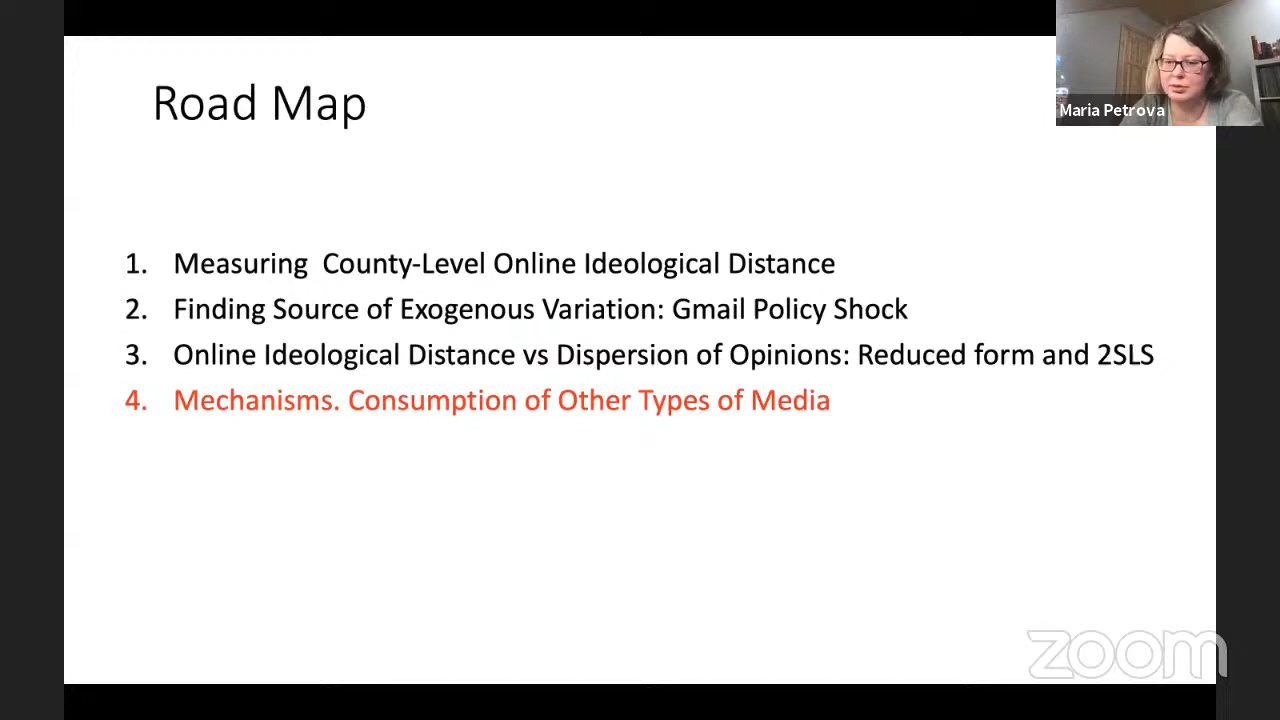 Road Map
Maria Petrova
1. Measuring County-Level Online Ideological Distance
2. Finding Source of Exogenous Variation: Gmail Policy Shock
3. Online Ideological Distance vs Dispersion of Opinions: Reduced form and 2SLS
4. Mechanisms. Consumption of Other Types of Media
zoom